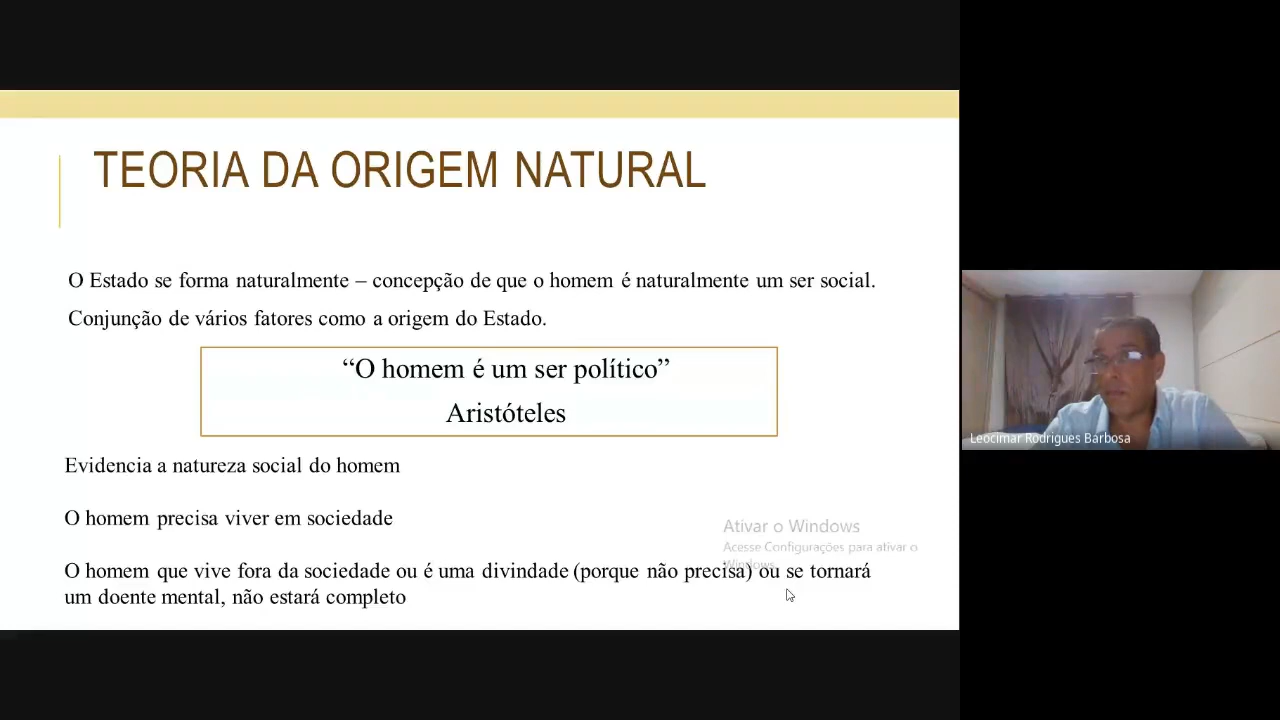 TEORIA DA ORIGEM NATURAL
O Estado se forma naturalmente – concepção de que o homem é naturalmente um ser social.
Conjunção de vários fatores como a origem do Estado.
“O homem é um ser político”
Aristóteles
Evidencia a natureza social do homem
O homem precisa viver em sociedade
O homem que vive fora da sociedade ou é uma divindade (porque não precisa) ou se tornará
um doente mental, não estará completo
Ativar o Windows
Acesse Configurações para ativar o
Windows.
Leocimar Rodrigues Barbosa